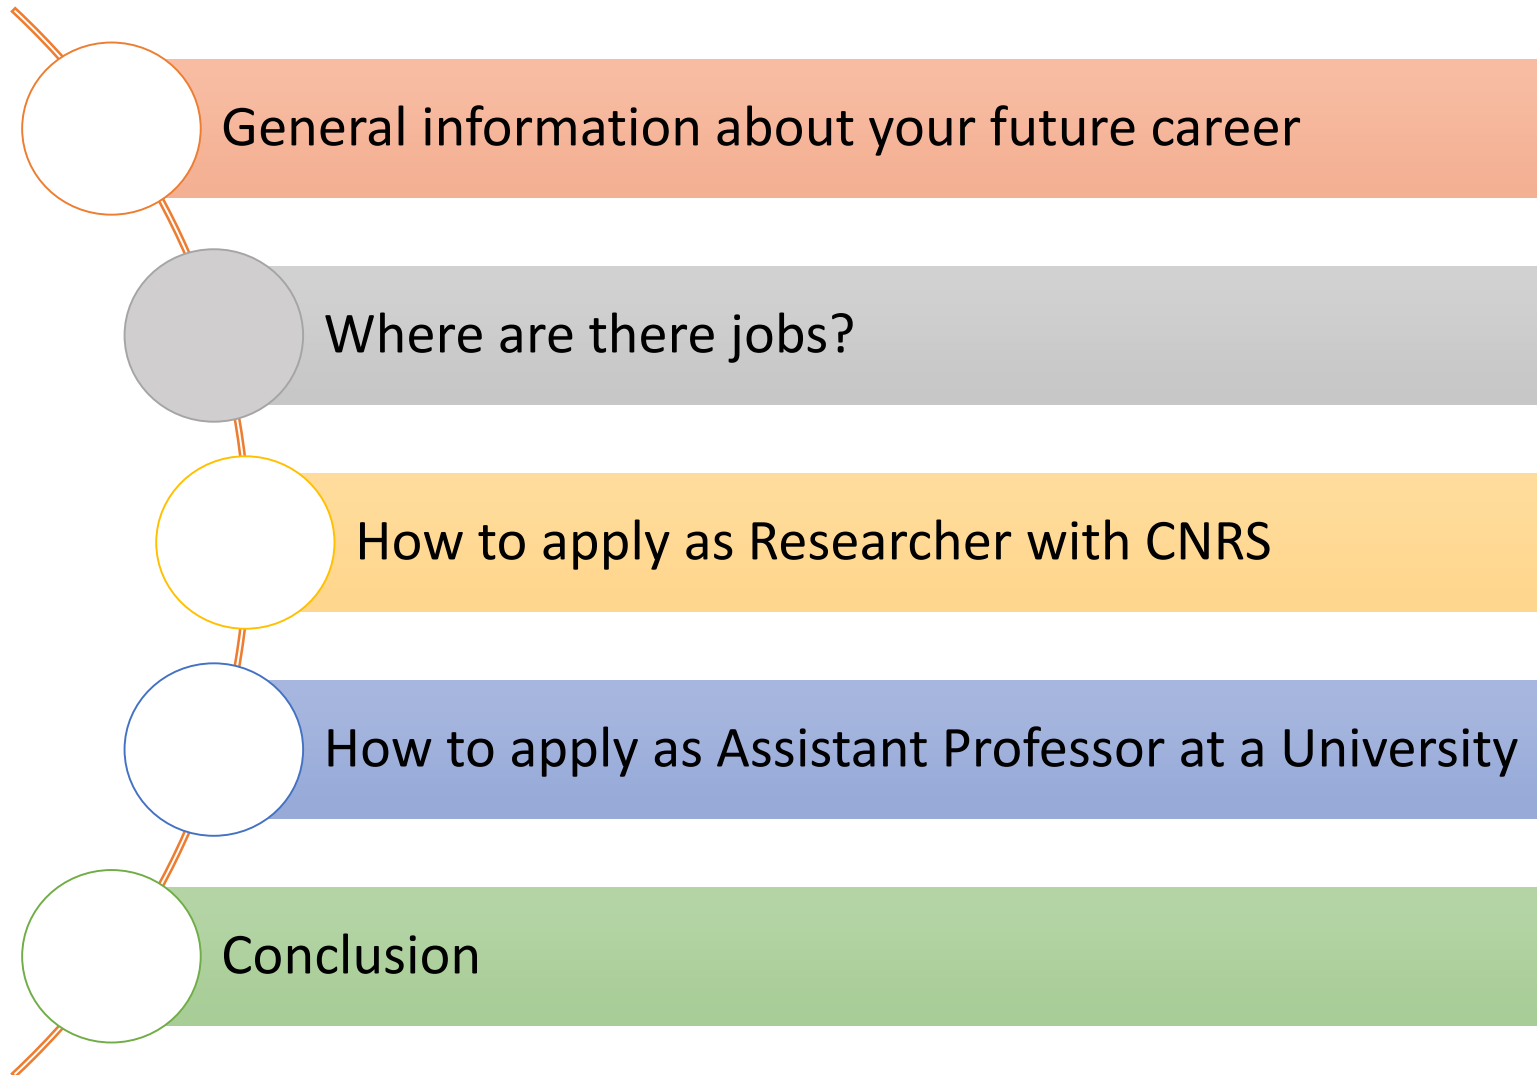 General information about your future career
Where are there jobs?
How to apply as Researcher with CNRS
How to apply as Assistant Professor at a University
Conclusion